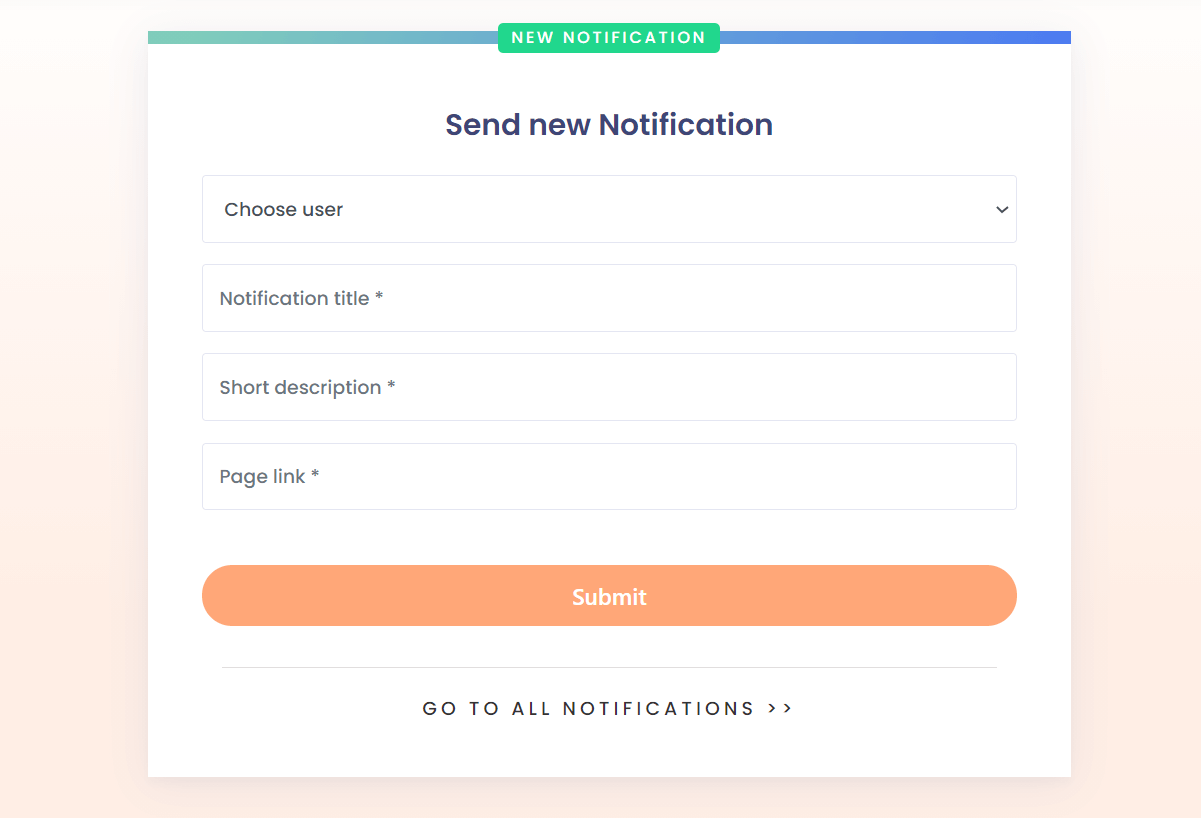 NEW NOTIFICATION
Send new Notification
Choose user
Notification title *
Short description *
Page link *
Submit
GO TO ALL NOTIFICATIONS >>